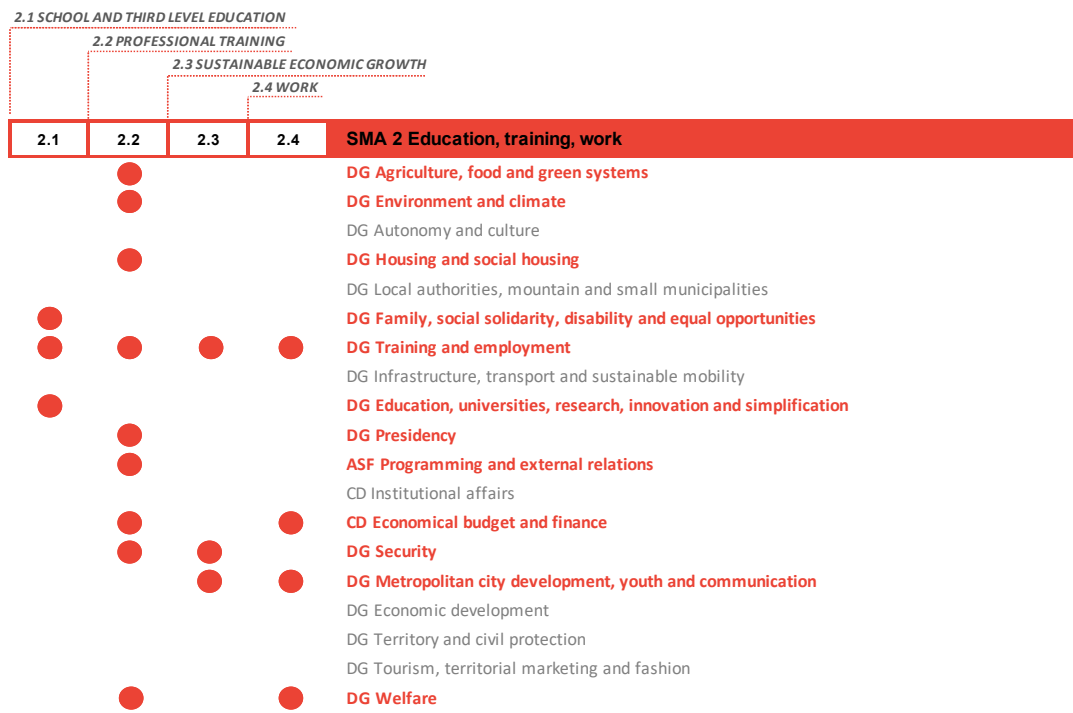 2.1 SCHOOL AND THIRD LEVEL EDUCATION
2.2 PROFESSIONAL TRAINING
2.3 SUSTAINABLE ECONOMIC GROWTH
2.4 WORK
2.1 2.2 2.3 2.4 SMA 2 Education, training, work
DG Agriculture, food and green systems
DG Environment and climate
DG Autonomy and culture
DG Housing and social housing
DG Local authorities, mountain and small municipalities
DG Family, social solidarity, disability and equal opportunities
DG Training and employment
DG Infrastructure, transport and sustainable mobility
DG Education, universities, research, innovation and simplification
DG Presidency
ASF Programming and external relations
CD Institutional affairs
CD Economical budget and finance
DG Security
DG Metropolitan city development, youth and communication
DG Economic development
DG Territory and civil protection
DG Tourism, territorial marketing and fashion
DG Welfare